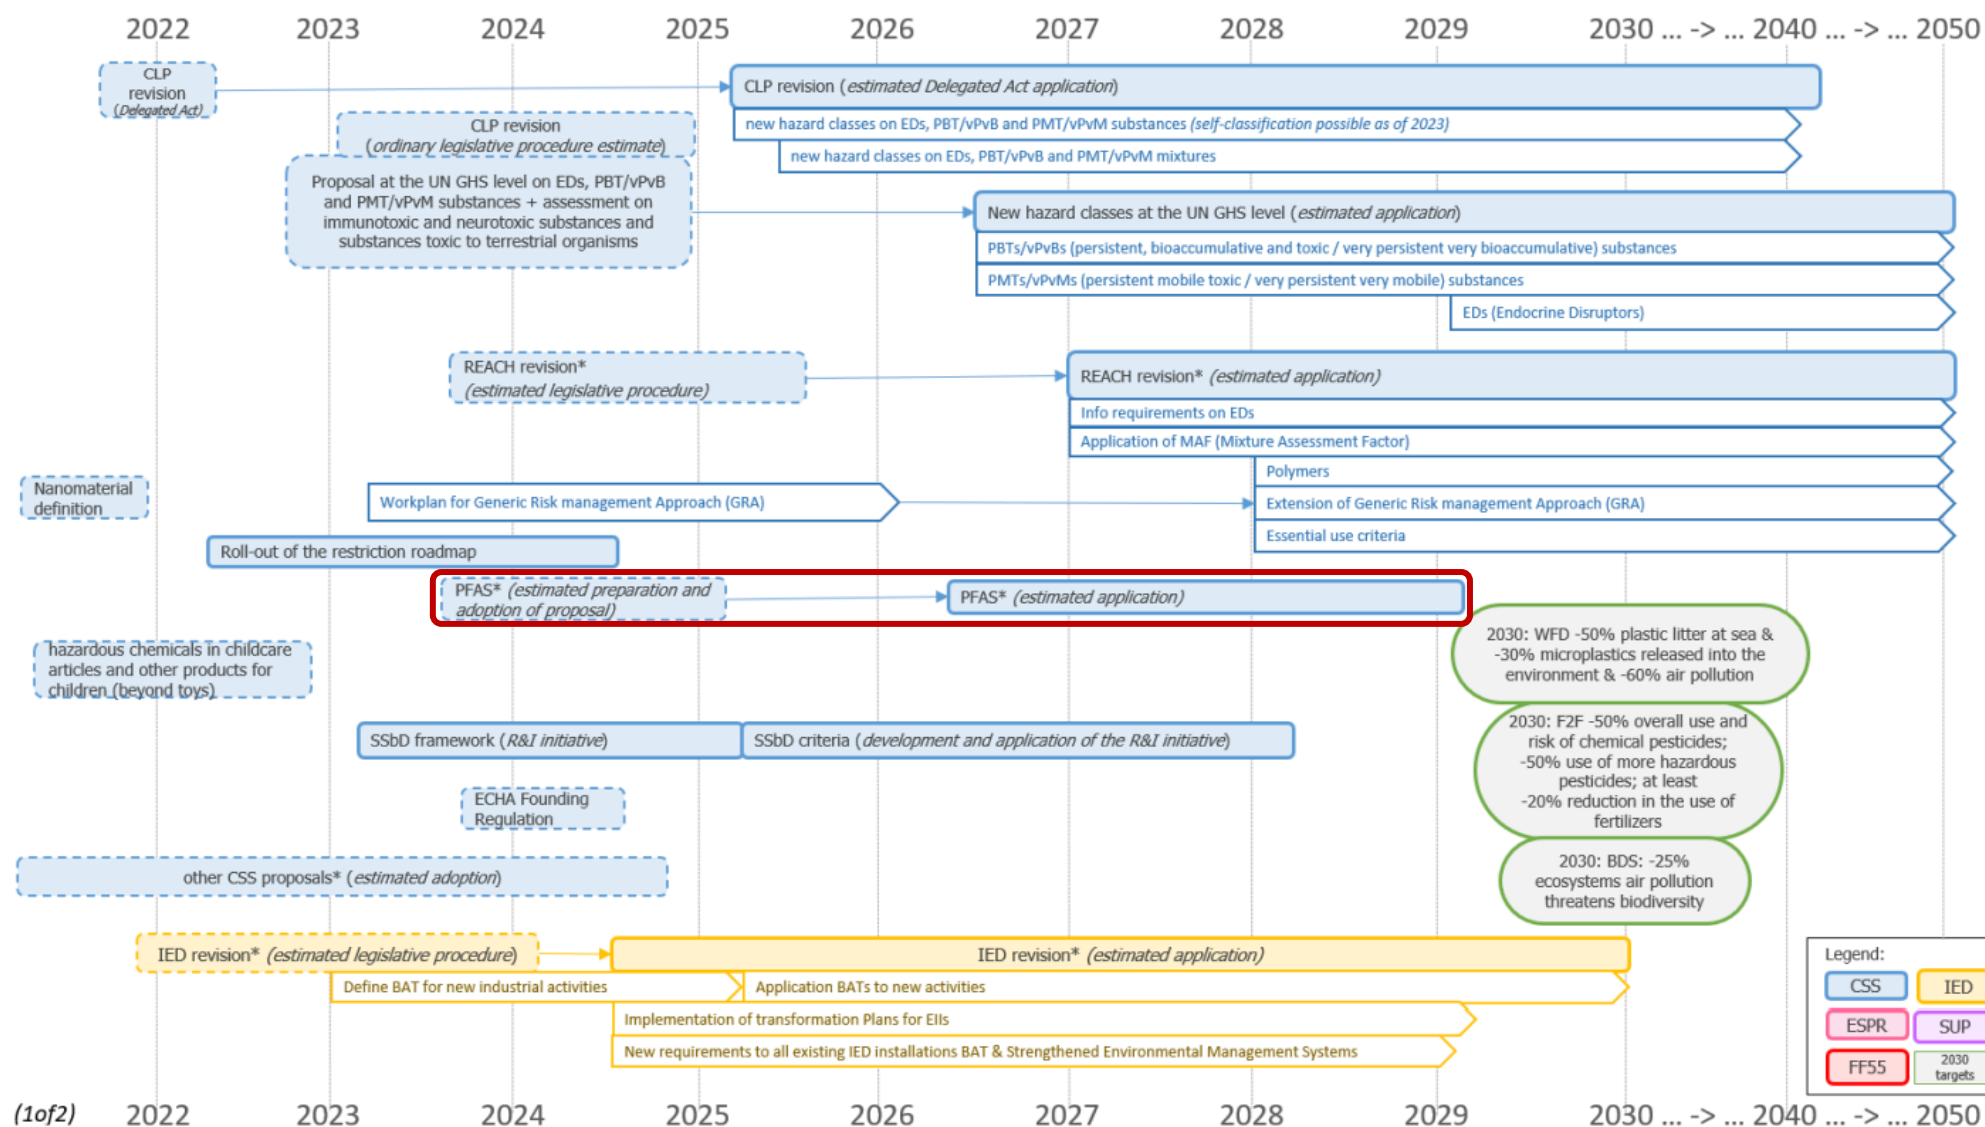 2022 2023 2024 2025 2026 2027 2028 2029 2030 ... -> ... 2040 ... -> ... 2050
CLP
revision
(Delegated Act)
CLP revision (estimated Delegated Act application)
new hazard classes on EDs, PBT/vPvB and PMT/vPvM substances (self-classification possible as of 2023)
CLP revision
(ordinary legislative procedure estimate)
new hazard classes on EDs, PBT/vPvB and PMT/vPvM mixtures
Proposal at the UN GHS level on EDs, PBT/vPvB
and PMT/vPvM substances + assessment on
immunotoxic and neurotoxic substances and
substances toxic to terrestrial organisms
New hazard classes at the UN GHS level (estimated application)
PBTs/vPvBs (persistent, bioaccumulative and toxic / very persistent very bioaccumulative) substances
PMTs/vPvMs (persistent mobile toxic / very persistent very mobile) substances
EDs (Endocrine Disruptors)
REACH revision*
(estimated legislative procedure)
REACH revision* (estimated application)
Info requirements on EDs
Application of MAF (Mixture Assessment Factor)
Polymers
Nanomaterial
definition
Workplan for Generic Risk management Approach (GRA)
Extension of Generic Risk management Approach (GRA)
Essential use criteria
Roll-out of the restriction roadmap
PFAS* (estimated preparation and
adoption of proposal)
PFAS* (estimated application)
2030: WFD -50% plastic litter at sea &
-30% microplastics released into the
environment & -60% air pollution
hazardous chemicals in childcare
articles and other products for
children (beyond toys)
SSbD framework (R&I initiative)
SSbD criteria (development and application of the R&I initiative)
2030: F2F -50% overall use and
risk of chemical pesticides;
-50% use of more hazardous
pesticides; at least
-20% reduction in the use of
fertilizers
ECHA Founding
Regulation
other CSS proposals* (estimated adoption)
2030: BDS: -25%
ecosystems air pollution
threatens biodiversity
IED revision* (estimated legislative procedure)
IED revision* (estimated application)
Define BAT for new industrial activities
Application BATs to new activities
Implementation of transformation Plans for EIIs
New requirements to all existing IED installations BAT & Strengthened Environmental Management Systems
Legend:
CSS IED
ESPR SUP
FF55 2030
targets
(1of2) 2022 2023 2024 2025 2026 2027 2028 2029 2030 ... -> ... 2040 ... -> ... 2050